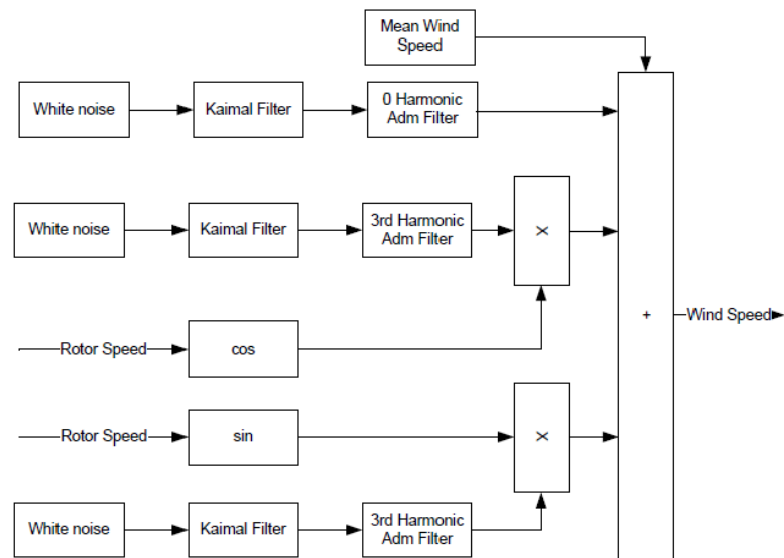 Mean Wind
Speed
White noise
Kaimal Filter
0 Harmonic
Adm Filter
White noise
Kaimal Filter
3rd Harmonic
Adm Filter
X
Rotor Speed
cos
+
Wind Speed
Rotor Speed
sin
X
White noise
Kaimal Filter
3rd Harmonic
Adm Filter